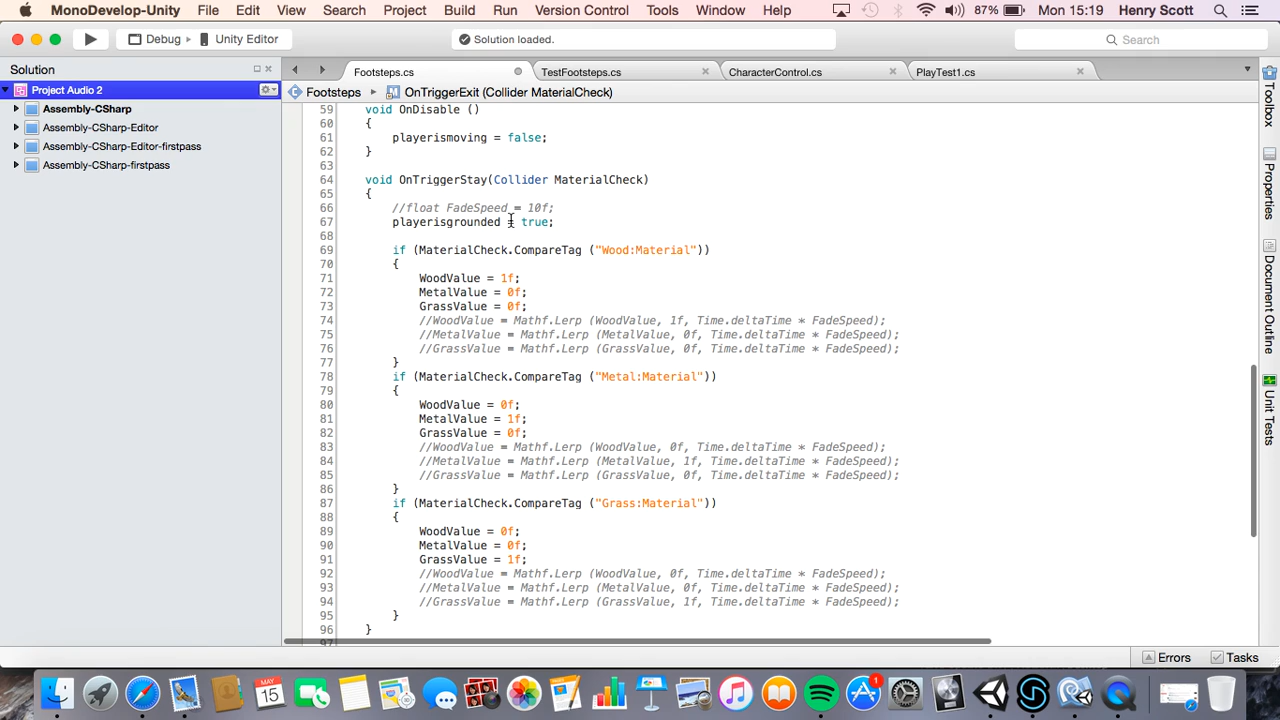 MonoDevelop-Unity File Edit View Search Project Build Run Version Control Tools Window Help 87% Mon 15:19 Henry Scott
Debug Unity Editor Solution loaded. Search
Solution
Footsteps.cs TestFootsteps.cs CharacterControl.cs PlayTest1.cs
Project Audio 2
Assembly-CSharp
Assembly-CSharp-Editor
Assembly-CSharp-Editor-firstpass
Assembly-CSharp-firstpass
Footsteps OnTriggerExit (Collider MaterialCheck)
59 void OnDisable ()
60 {
61 playerismoving = false;
62 }
63
64 void OnTriggerStay(Collider MaterialCheck)
65 {
66 //float FadeSpeed = 10f;
67 playerisgrounded = true;
68
69 if (MaterialCheck.CompareTag ("Wood:Material"))
70 {
71 WoodValue = 1f;
72 MetalValue = 0f;
73 GrassValue = 0f;
74 //WoodValue = Mathf.Lerp (WoodValue, 1f, Time.deltaTime * FadeSpeed);
75 //MetalValue = Mathf.Lerp (MetalValue, 0f, Time.deltaTime * FadeSpeed);
76 //GrassValue = Mathf.Lerp (GrassValue, 0f, Time.deltaTime * FadeSpeed);
77 }
78 if (MaterialCheck.CompareTag ("Metal:Material"))
79 {
80 WoodValue = 0f;
81 MetalValue = 1f;
82 GrassValue = 0f;
83 //WoodValue = Mathf.Lerp (WoodValue, 0f, Time.deltaTime * FadeSpeed);
84 //MetalValue = Mathf.Lerp (MetalValue, 1f, Time.deltaTime * FadeSpeed);
85 //GrassValue = Mathf.Lerp (GrassValue, 0f, Time.deltaTime * FadeSpeed);
86 }
87 if (MaterialCheck.CompareTag ("Grass:Material"))
88 {
89 WoodValue = 0f;
90 MetalValue = 0f;
91 GrassValue = 1f;
92 //WoodValue = Mathf.Lerp (WoodValue, 0f, Time.deltaTime * FadeSpeed);
93 //MetalValue = Mathf.Lerp (MetalValue, 0f, Time.deltaTime * FadeSpeed);
94 //GrassValue = Mathf.Lerp (GrassValue, 1f, Time.deltaTime * FadeSpeed);
95 }
96 }
97
Toolbox
Properties
Document Outline
Unit Tests
Errors Tasks
MAY
15
1